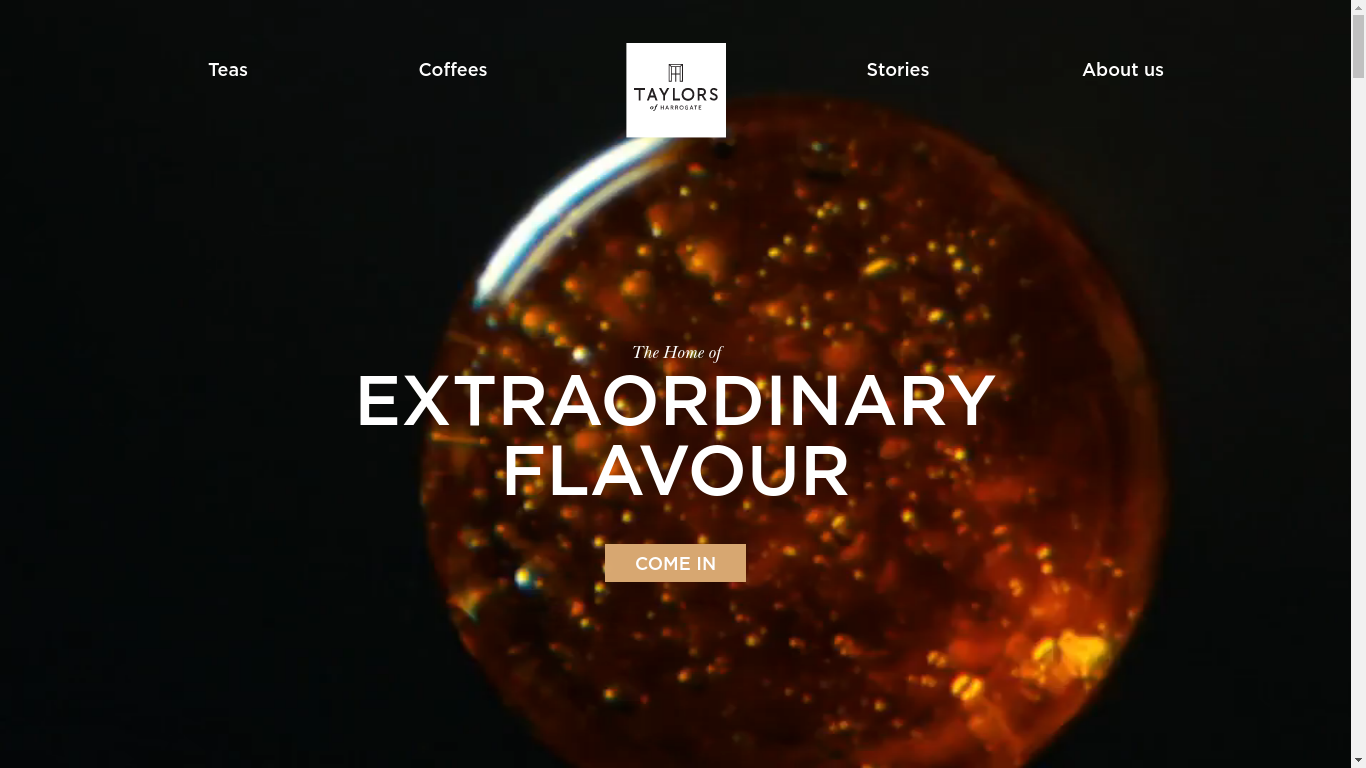 Teas
Coffees
TAYLORS
of HARROGATE
Stories
About us
The Home of
EXTRAORDINARY
FLAVOUR
COME IN